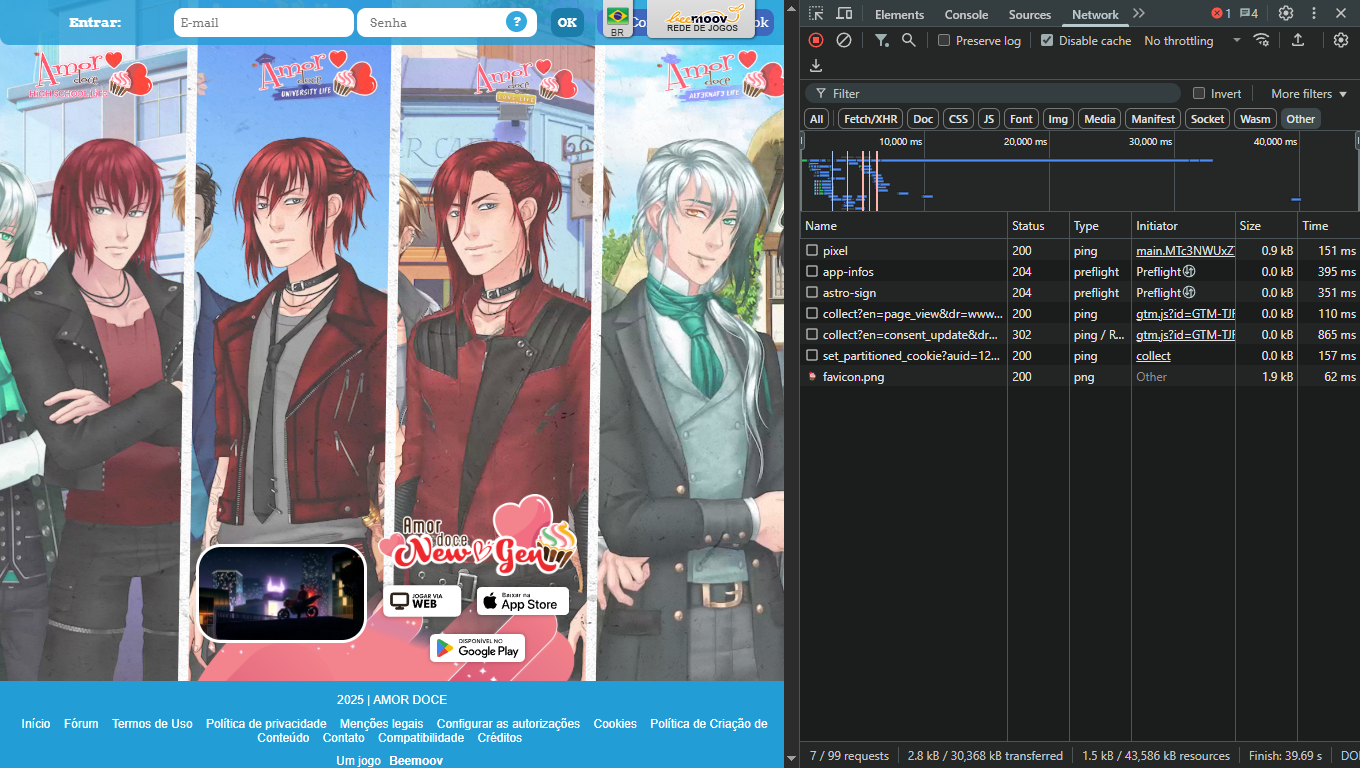 Entrar:
E-mail
Senha
?
OK
BR
beemoov
REDE DE JOGOS
Amor
doce
HIGH SCHOOL LIFE
Amor
doce
UNIVERSITY LIFE
Amor
doce
LOVE LIFE
Amor
doce
ALTERNATE LIFE
Amor
doce
New Gen
JOGAR VIA
WEB
Baixar na
App Store
DISPONÍVEL NO
Google Play
2025 | AMOR DOCE
Início Fórum Termos de Uso Política de privacidade Menções legais Configurar as autorizações Cookies Política de Criação de
Conteúdo Contato Compatibilidade Créditos
Um jogo Beemoov
Elements Console Sources Network 1 4
Preserve log Disable cache No throttling
Filter Invert More filters
All Fetch/XHR Doc CSS JS Font Img Media Manifest Socket Wasm Other
10,000 ms 20,000 ms 30,000 ms 40,000 ms
Name Status Type Initiator Size Time
pixel 200 ping main.MTc3NWUxZ 0.9 kB 151 ms
app-infos 204 preflight Preflight 0.0 kB 395 ms
astro-sign 204 preflight Preflight 0.0 kB 351 ms
collect?en=page_view&dr=www... 200 ping gtm.js?id=GTM-TJF 0.0 kB 110 ms
collect?en=consent_update&dr... 302 ping / R... gtm.js?id=GTM-TJF 0.0 kB 865 ms
set_partitioned_cookie?auid=12... 200 ping collect 0.0 kB 157 ms
favicon.png 200 png Other 1.9 kB 62 ms
7 / 99 requests 2.8 kB / 30,368 kB transferred 1.5 kB / 43,586 kB resources Finish: 39.69 s